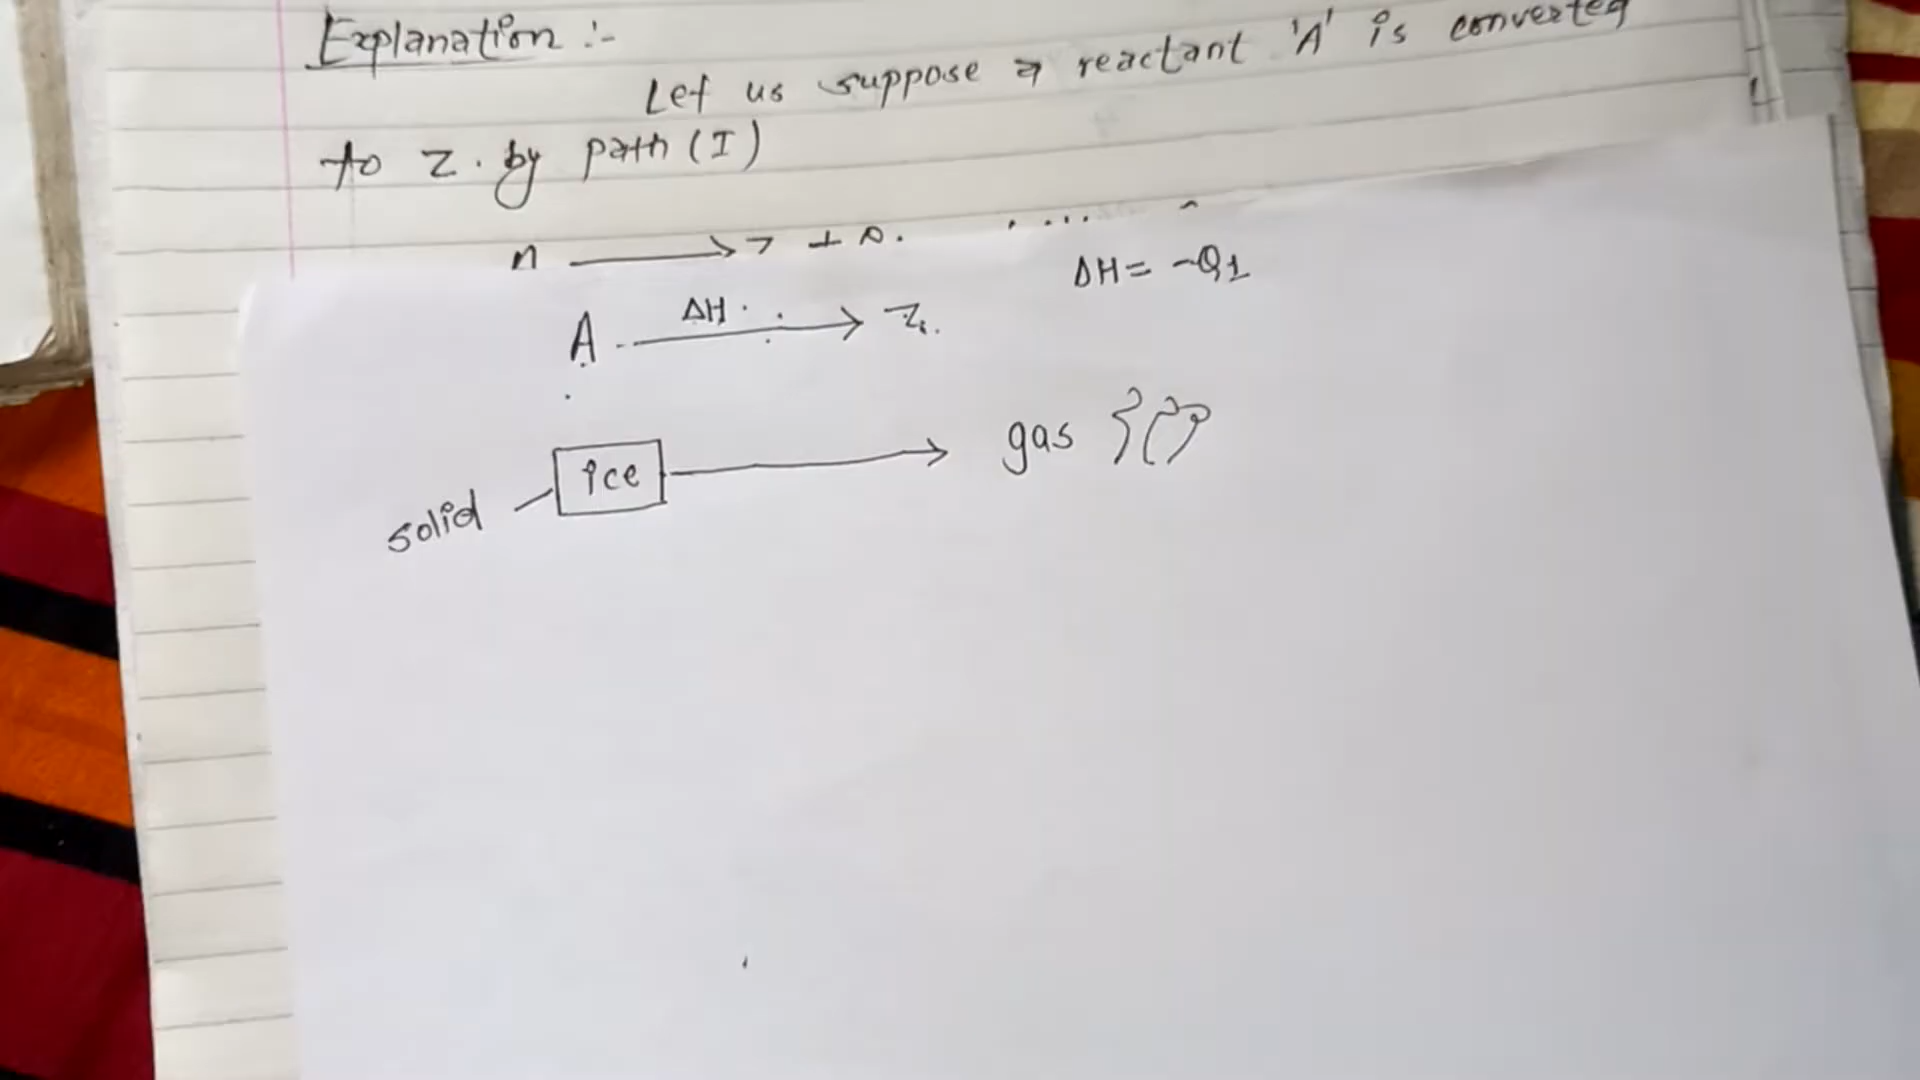 Explanation :-
Let us suppose a reactant 'A' is converted
to Z. by path (I)
ΔH = -Q1
A ΔH → Z.
solid ice → gas